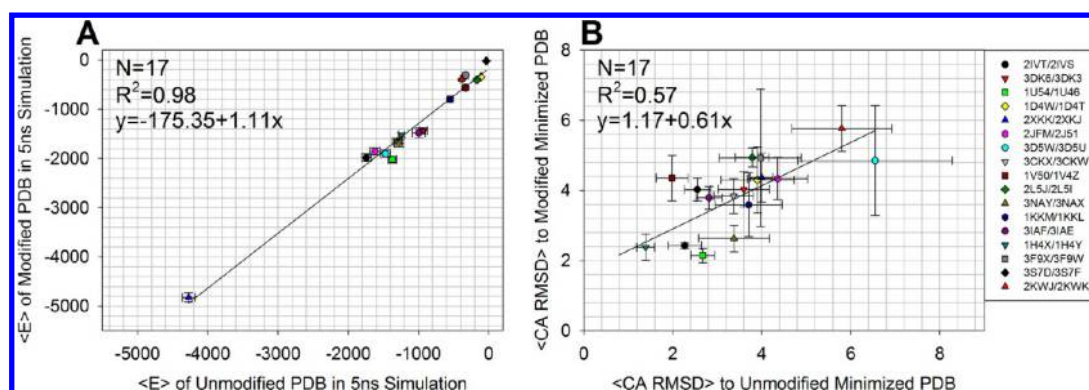 A
N=17
R²=0.98
y=-175.35+1.11x
<E> of Modified PDB in 5ns Simulation
0
-1000
-2000
-3000
-4000
-5000
-5000 -4000 -3000 -2000 -1000 0
<E> of Unmodified PDB in 5ns Simulation
B
N=17
R²=0.57
y=1.17+0.61x
<CA RMSD> to Modified Minimized PDB
8
6
4
2
0
0 2 4 6 8
<CA RMSD> to Unmodified Minimized PDB
2IVT/2IVS
3DK6/3DK3
1U54/1U46
1D4W/1D4T
2XKK/2XKJ
2JFM/2J51
3D5W/3D5U
3CKX/3CKW
1V50/1V4Z
2L5J/2L5I
3NAY/3NAX
1KKM/1KKL
3IAF/3IAE
1H4X/1H4Y
3F9X/3F9W
3S7D/3S7F
2KWJ/2KWK